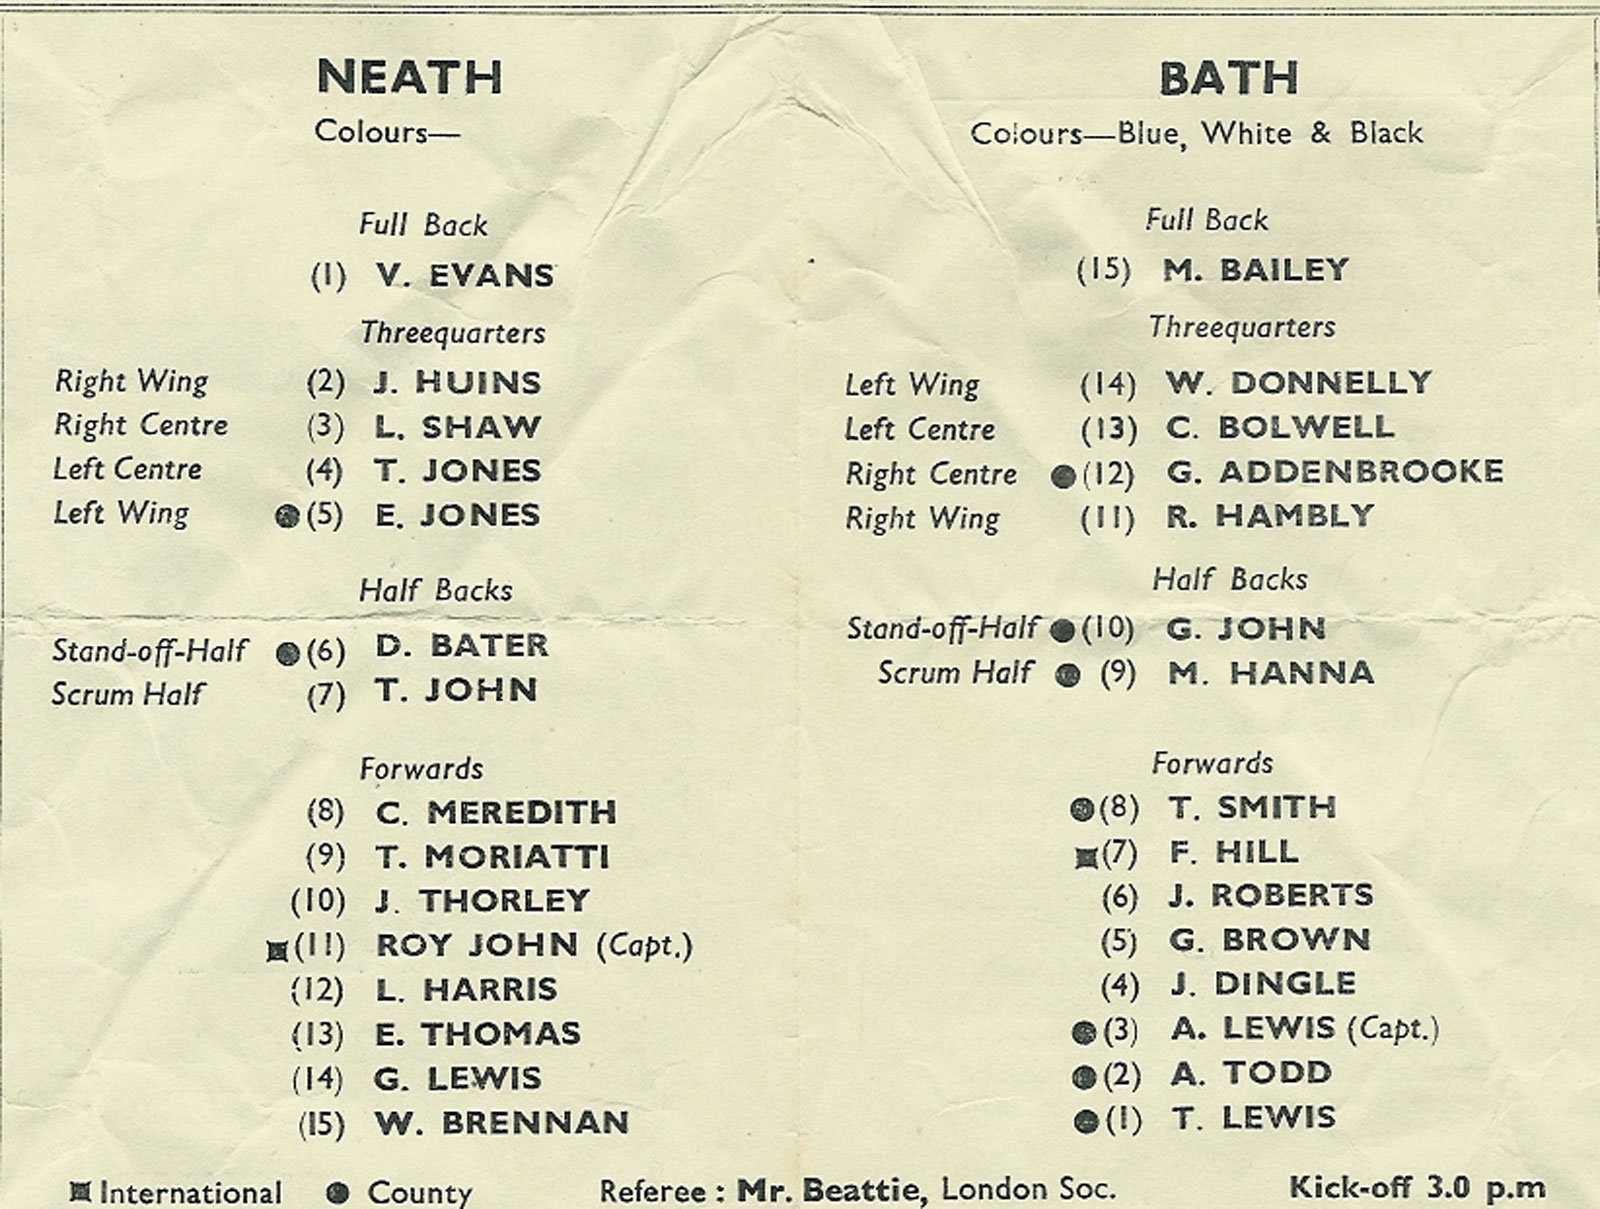 NEATH
Colours—
Full Back
(1) V. EVANS
Threequarters
Right Wing (2) J. HUINS
Right Centre (3) L. SHAW
Left Centre (4) T. JONES
Left Wing ●(5) E. JONES
Half Backs
Stand-off-Half ●(6) D. BATER
Scrum Half (7) T. JOHN
Forwards
(8) C. MEREDITH
(9) T. MORIATTI
(10) J. THORLEY
■(11) ROY JOHN (Capt.)
(12) L. HARRIS
(13) E. THOMAS
(14) G. LEWIS
(15) W. BRENNAN
BATH
Colours—Blue, White & Black
Full Back
(15) M. BAILEY
Threequarters
Left Wing (14) W. DONNELLY
Left Centre (13) C. BOLWELL
Right Centre ●(12) G. ADDENBROOKE
Right Wing (11) R. HAMBLY
Half Backs
Stand-off-Half ●(10) G. JOHN
Scrum Half ● (9) M. HANNA
Forwards
●(8) T. SMITH
■(7) F. HILL
(6) J. ROBERTS
(5) G. BROWN
(4) J. DINGLE
●(3) A. LEWIS (Capt.)
●(2) A. TODD
●(1) T. LEWIS
■ International ● County Referee : Mr. Beattie, London Soc. Kick-off 3.0 p.m